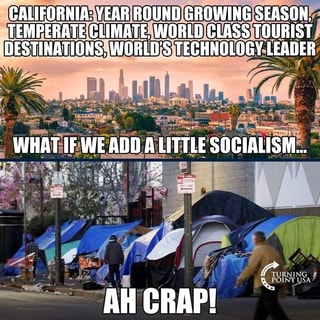 CALIFORNIA: YEAR ROUND GROWING SEASON,
TEMPERATE CLIMATE, WORLD CLASS TOURIST
DESTINATIONS, WORLD'S TECHNOLOGY LEADER
WHAT IF WE ADD A LITTLE SOCIALISM...
TURNING
POINT USA
AH CRAP!